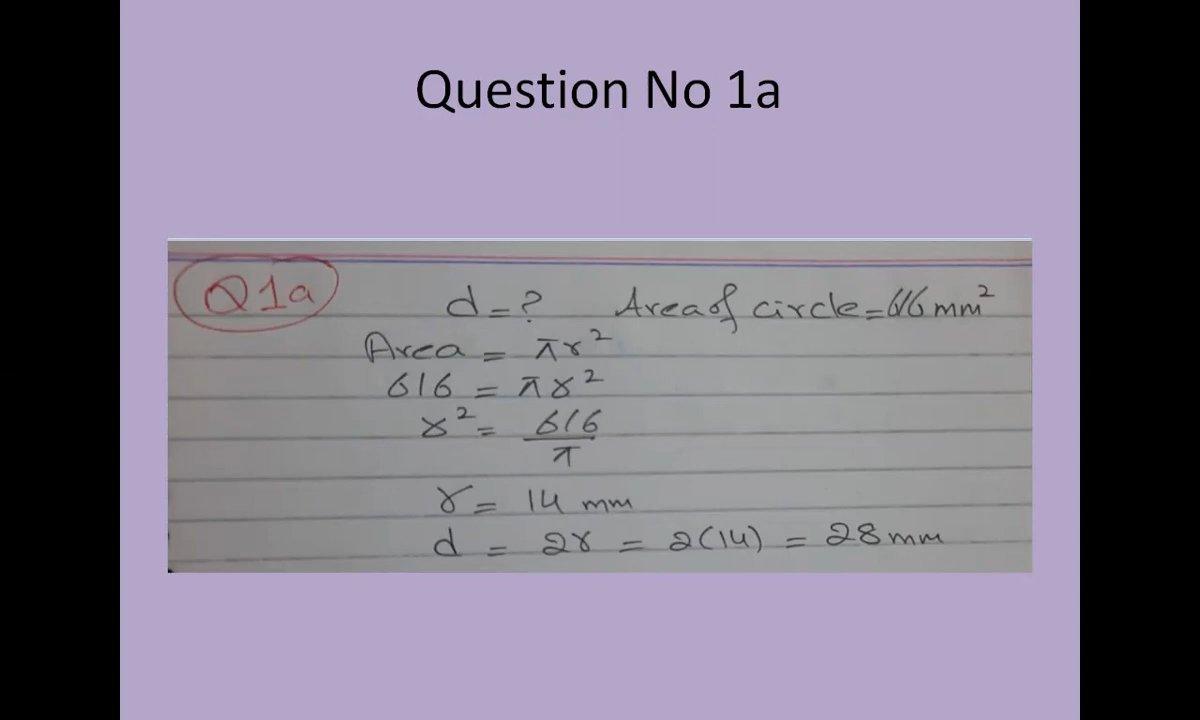 Question No 1a
Q1a
d = ? Area of circle = 616 mm²
Area = πr²
616 = πr²
r² = 616/π
r = 14 mm
d = 2r = 2(14) = 28 mm